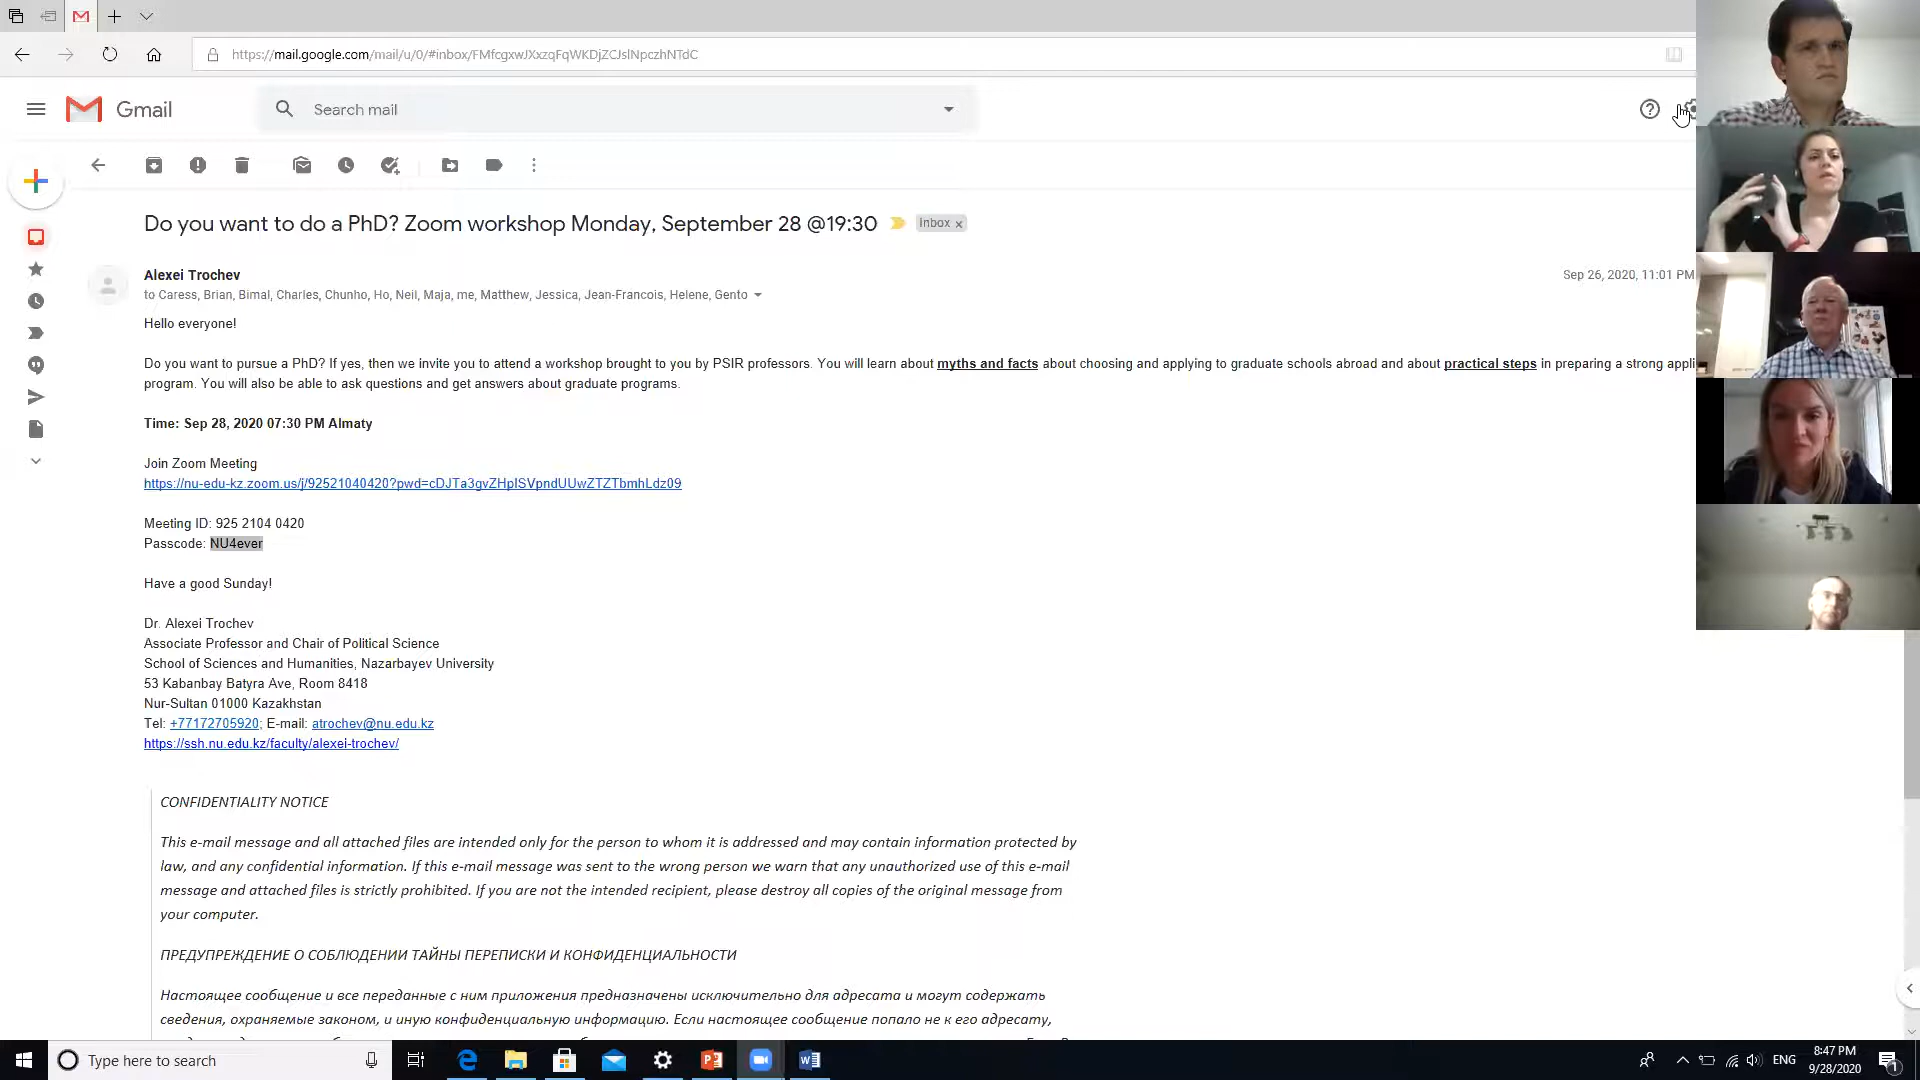 https://mail.google.com/mail/u/0/#inbox/FMfcgxwJXxzqFqWKDjZCJslNpczhNTdC
Gmail
Search mail
Do you want to do a PhD? Zoom workshop Monday, September 28 @19:30
Inbox x
Alexei Trochev
Sep 26, 2020, 11:01 PM
to Caress, Brian, Bimal, Charles, Chunho, Ho, Neil, Maja, me, Matthew, Jessica, Jean-Francois, Helene, Gento
Hello everyone!
Do you want to pursue a PhD? If yes, then we invite you to attend a workshop brought to you by PSIR professors. You will learn about myths and facts about choosing and applying to graduate schools abroad and about practical steps in preparing a strong appli
program. You will also be able to ask questions and get answers about graduate programs.
Time: Sep 28, 2020 07:30 PM Almaty
Join Zoom Meeting
https://nu-edu-kz.zoom.us/j/92521040420?pwd=cDJTa3gvZHpISVpndUUwZTZTbmhLdz09
Meeting ID: 925 2104 0420
Passcode: NU4ever
Have a good Sunday!
Dr. Alexei Trochev
Associate Professor and Chair of Political Science
School of Sciences and Humanities, Nazarbayev University
53 Kabanbay Batyra Ave, Room 8418
Nur-Sultan 01000 Kazakhstan
Tel: +77172705920; E-mail: atrochev@nu.edu.kz
https://ssh.nu.edu.kz/faculty/alexei-trochev/
CONFIDENTIALITY NOTICE
This e-mail message and all attached files are intended only for the person to whom it is addressed and may contain information protected by
law, and any confidential information. If this e-mail message was sent to the wrong person we warn that any unauthorized use of this e-mail
message and attached files is strictly prohibited. If you are not the intended recipient, please destroy all copies of the original message from
your computer.
ПРЕДУПРЕЖДЕНИЕ О СОБЛЮДЕНИИ ТАЙНЫ ПЕРЕПИСКИ И КОНФИДЕНЦИАЛЬНОСТИ
Настоящее сообщение и все переданные с ним приложения предназначены исключительно для адресата и могут содержать
сведения, охраняемые законом, и иную конфиденциальную информацию. Если настоящее сообщение попало не к его адресату,
Type here to search
ENG
8:47 PM
9/28/2020